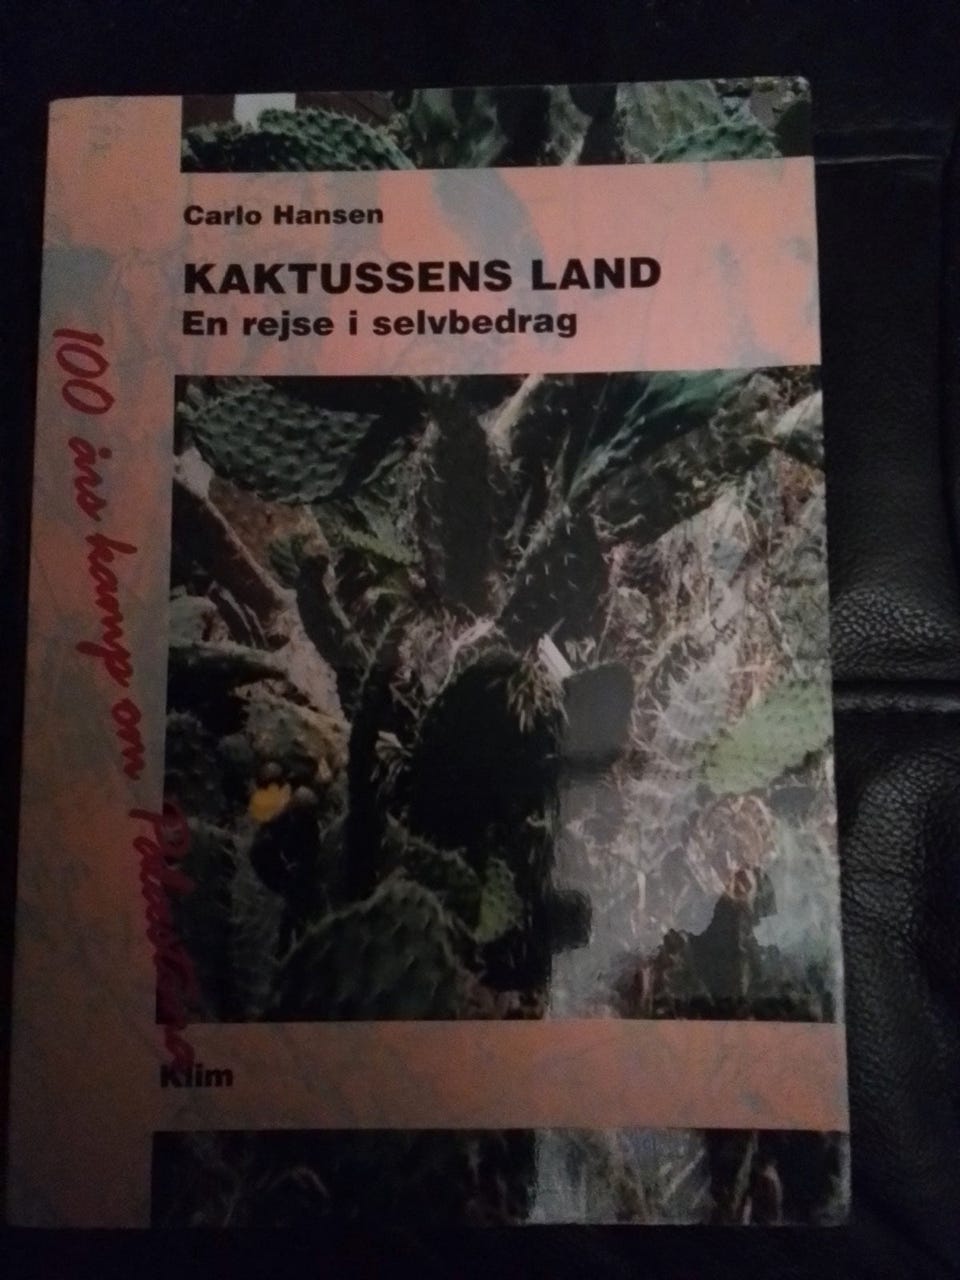 Carlo Hansen
KAKTUSSENS LAND
En rejse i selvbedrag
100 års kamp om Palæstina
Klim